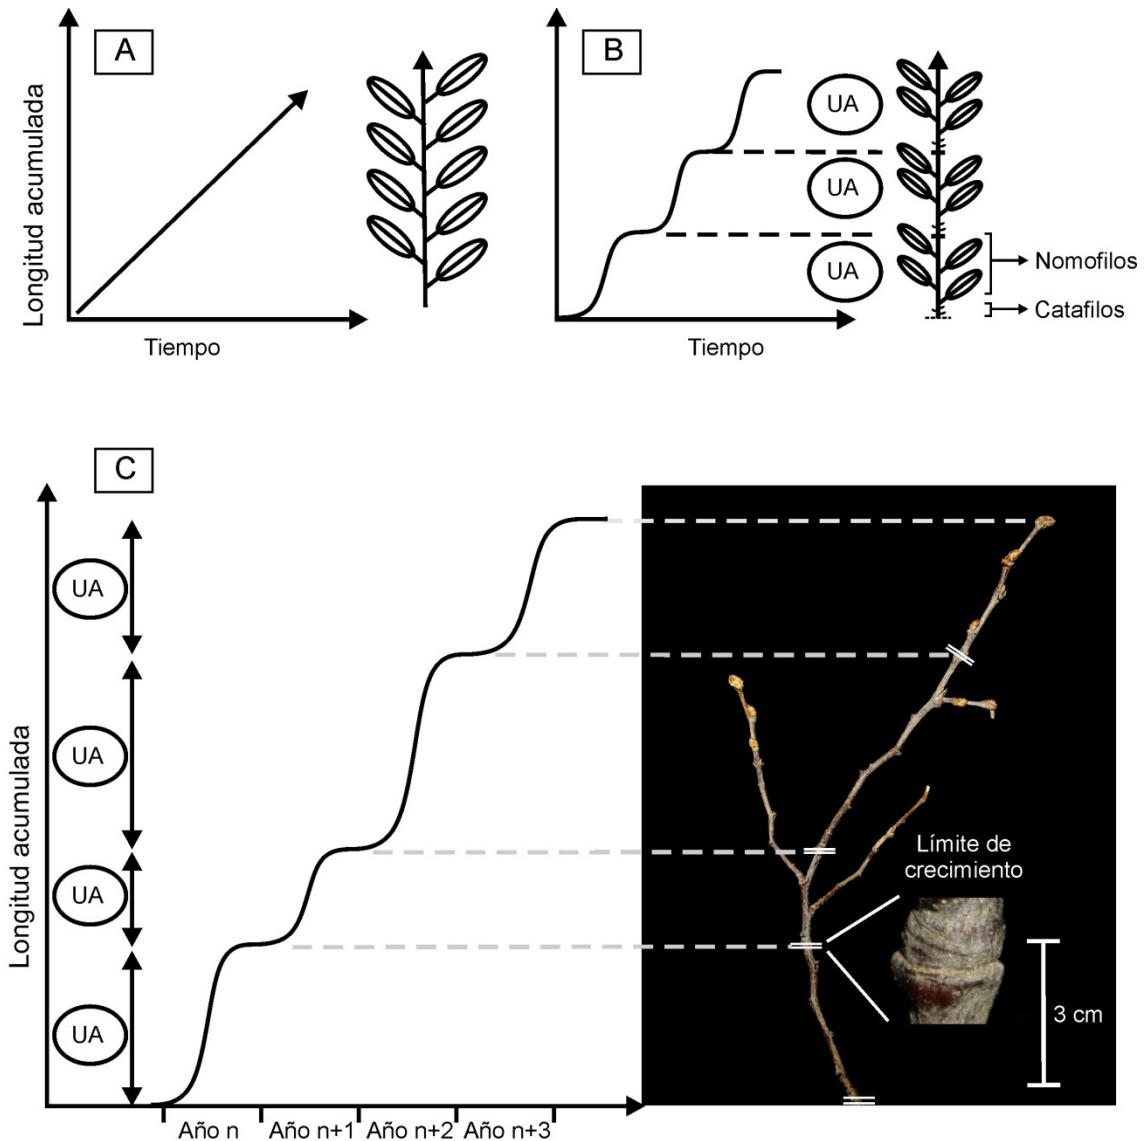 A
Longitud acumulada
Tiempo
B
UA
UA
UA
Nomofilos
Catafilos
Tiempo
C
Longitud acumulada
UA
UA
UA
UA
Año n
Año n+1
Año n+2
Año n+3
Límite de
crecimiento
3 cm